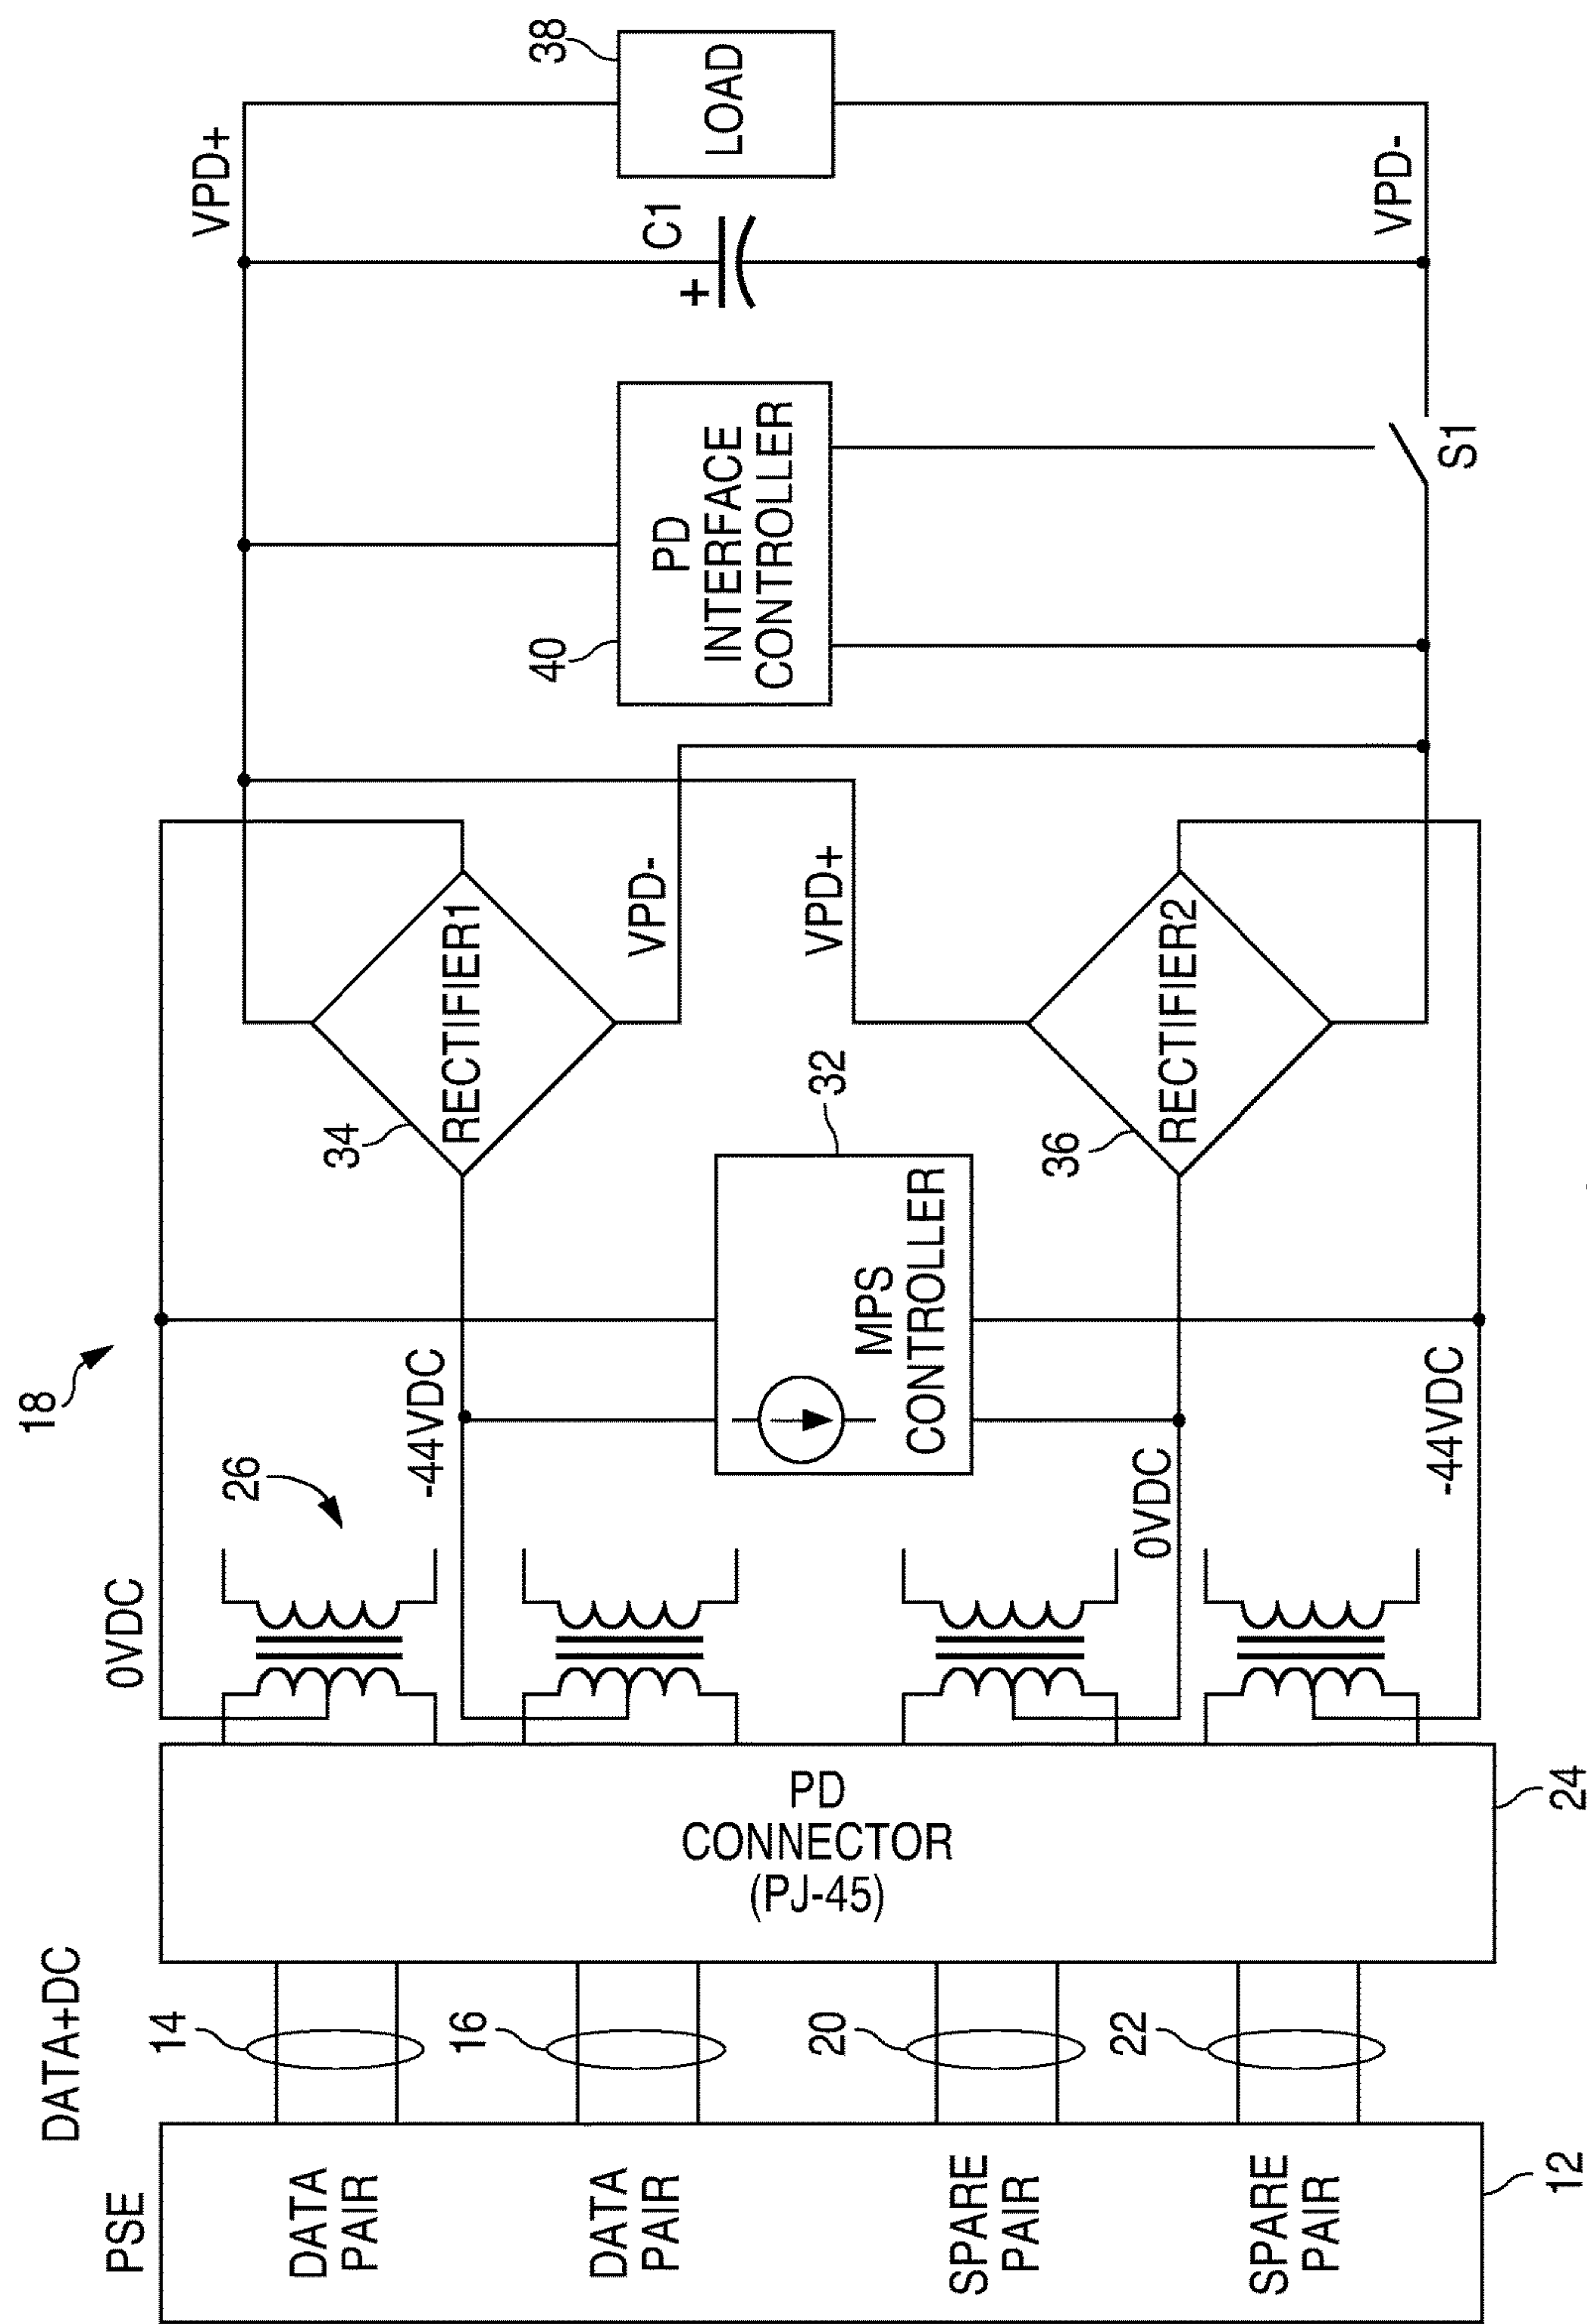 18
PSE
DATA
PAIR
DATA
PAIR
SPARE
PAIR
SPARE
PAIR
12
DATA+DC
14
16
20
22
PD
CONNECTOR
(PJ-45)
24
0VDC
26
-44VDC
0VDC
-44VDC
MPS
CONTROLLER
32
34
RECTIFIER1
36
RECTIFIER2
VPD-
VPD+
40
PD
INTERFACE
CONTROLLER
S1
VPD+
+
C1
VPD-
38
LOAD